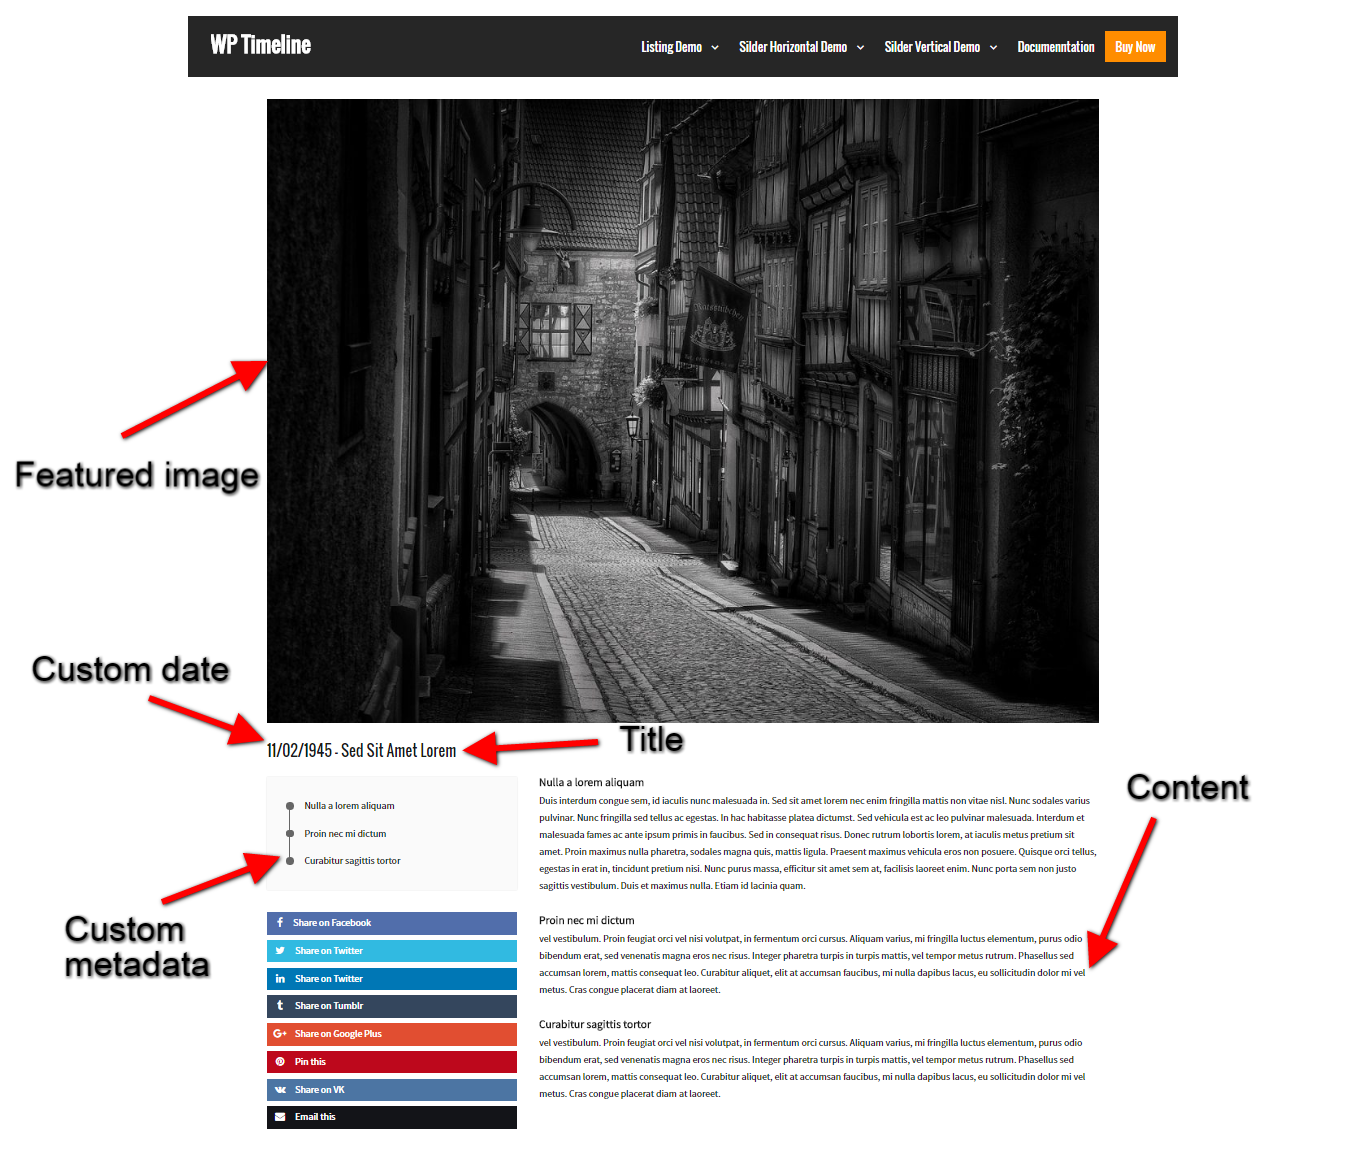 WP Timeline
Listing Demo
Silder Horizontal Demo
Silder Vertical Demo
Documenntation
Buy Now
Featured image
Custom date
11/02/1945 - Sed Sit Amet Lorem
Title
Nulla a lorem aliquam
Proin nec mi dictum
Curabitur sagittis tortor
Custom
metadata
Share on Facebook
Share on Twitter
Share on Twitter
Share on Tumblr
Share on Google Plus
Pin this
Share on VK
Email this
Content
Nulla a lorem aliquam
Duis interdum congue sem, id iaculis nunc malesuada in. Sed sit amet lorem nec enim fringilla mattis non vitae nisl. Nunc sodales varius
pulvinar. Nunc fringilla sed tellus ac egestas. In hac habitasse platea dictumst. Sed vehicula est ac leo pulvinar malesuada. Interdum et
malesuada fames ac ante ipsum primis in faucibus. Sed in consequat risus. Donec rutrum lobortis lorem, at iaculis metus pretium sit
amet. Proin maximus nulla pharetra, sodales magna quis, mattis ligula. Praesent maximus vehicula eros non posuere. Quisque orci tellus,
egestas in erat in, tincidunt pretium nisi. Nunc purus massa, efficitur sit amet sem at, facilisis laoreet enim. Nunc porta sem non justo
sagittis vestibulum. Duis et maximus nulla. Etiam id lacinia quam.
Proin nec mi dictum
vel vestibulum. Proin feugiat orci vel nisi volutpat, in fermentum orci cursus. Aliquam varius, mi fringilla luctus elementum, purus odio
bibendum erat, sed venenatis magna eros nec risus. Integer pharetra turpis in turpis mattis, vel tempor metus rutrum. Phasellus sed
accumsan lorem, mattis consequat leo. Curabitur aliquet, elit at accumsan faucibus, mi nulla dapibus lacus, eu sollicitudin dolor mi vel
metus. Cras congue placerat diam at laoreet.
Curabitur sagittis tortor
vel vestibulum. Proin feugiat orci vel nisi volutpat, in fermentum orci cursus. Aliquam varius, mi fringilla luctus elementum, purus odio
bibendum erat, sed venenatis magna eros nec risus. Integer pharetra turpis in turpis mattis, vel tempor metus rutrum. Phasellus sed
accumsan lorem, mattis consequat leo. Curabitur aliquet, elit at accumsan faucibus, mi nulla dapibus lacus, eu sollicitudin dolor mi vel
metus. Cras congue placerat diam at laoreet.